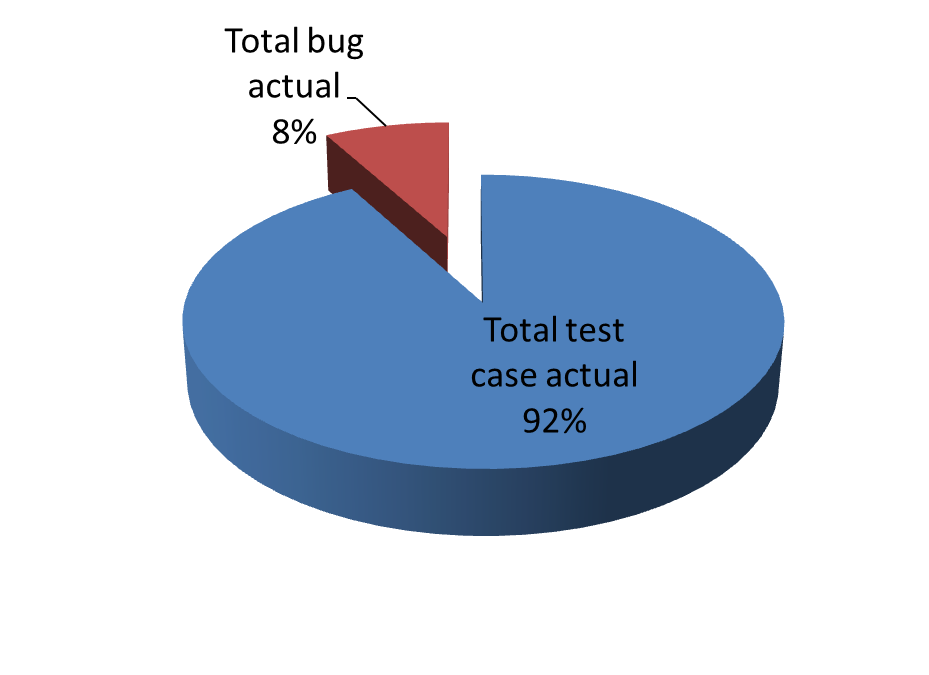 Total bug
actual
8%
Total test
case actual
92%